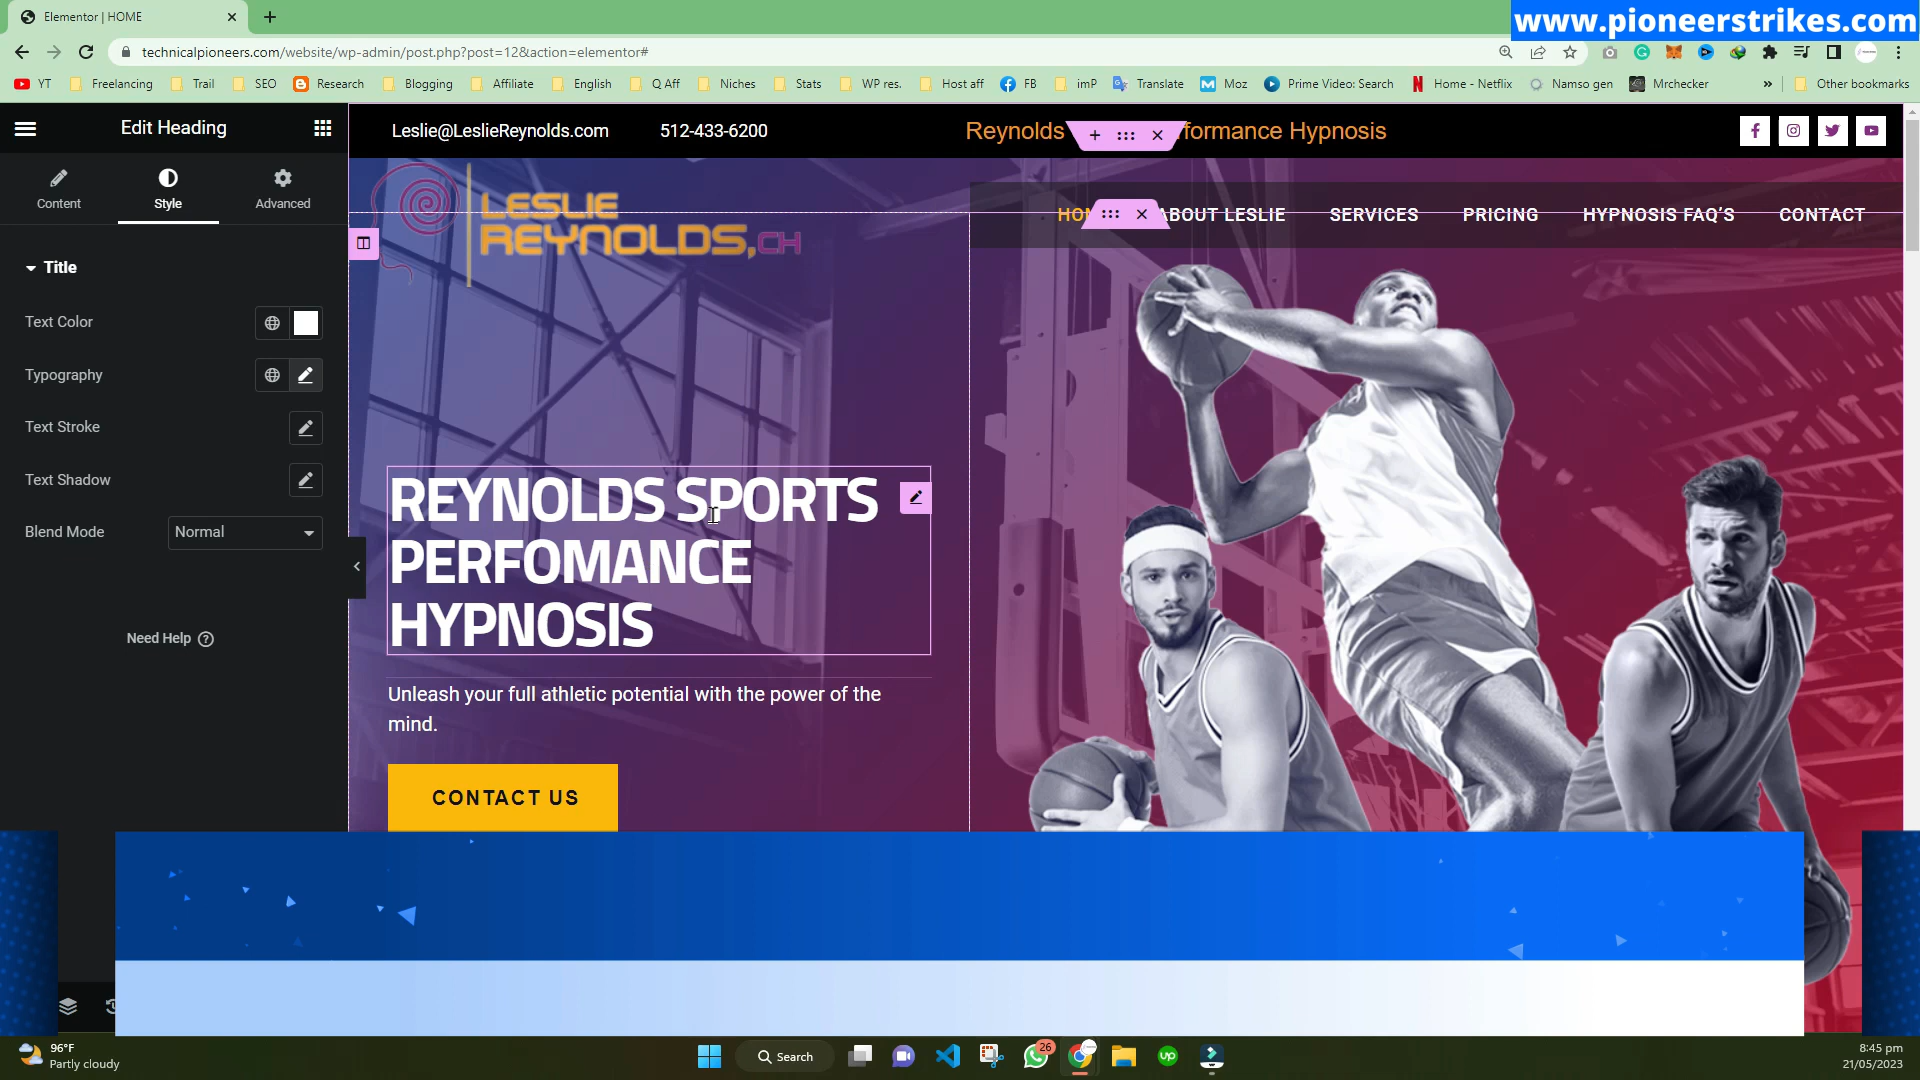 Elementor | HOME
www.pioneerstrikes.com
technicalpioneers.com/website/wp-admin/post.php?post=12&action=elementor#
YT Freelancing Trail SEO Research Blogging Affiliate English Q Aff Niches Stats WP res. Host aff FB imP Translate Moz Prime Video: Search Home - Netflix Namso gen Mrchecker » Other bookmarks
Edit Heading
Content Style Advanced
Title
Text Color
Typography
Text Stroke
Text Shadow
Blend Mode Normal
Need Help
Leslie@LeslieReynolds.com 512-433-6200 Reynolds formance Hypnosis
LESLIE
REYNOLDS,CH
ABOUT LESLIE SERVICES PRICING HYPNOSIS FAQ'S CONTACT
REYNOLDS SPORTS
PERFOMANCE
HYPNOSIS
Unleash your full athletic potential with the power of the
mind.
CONTACT US
96°F
Partly cloudy
Search
26
up
8:45 pm
21/05/2023